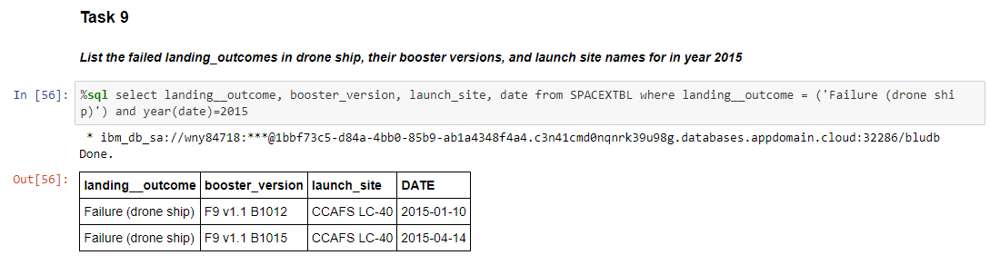 Task 9
List the failed landing_outcomes in drone ship, their booster versions, and launch site names for in year 2015
In [56]: %sql select landing__outcome, booster_version, launch_site, date from SPACEXTBL where landing__outcome = ('Failure (drone shi
p)') and year(date)=2015
* ibm_db_sa://wny84718:***@1bbf73c5-d84a-4bb0-85b9-ab1a4348f4a4.c3n41cmd0nqnrk39u98g.databases.appdomain.cloud:32286/bludb
Done.
Out[56]: landing__outcome booster_version launch_site DATE
Failure (drone ship) F9 v1.1 B1012 CCAFS LC-40 2015-01-10
Failure (drone ship) F9 v1.1 B1015 CCAFS LC-40 2015-04-14